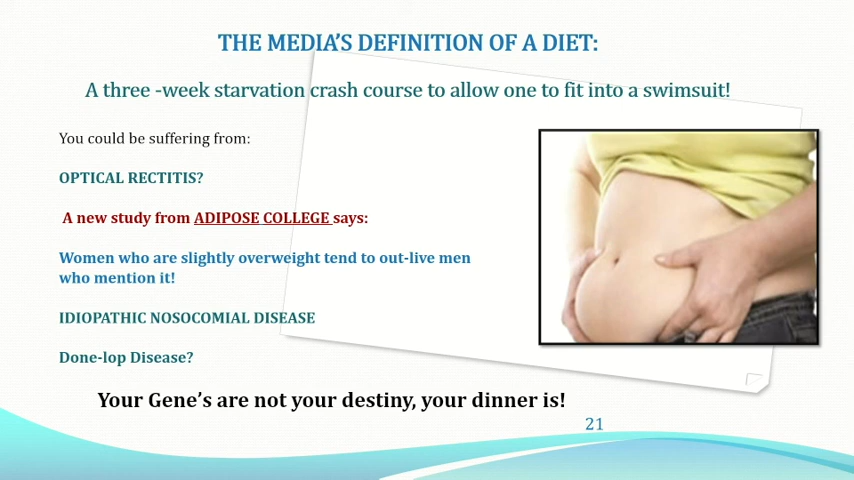 THE MEDIA'S DEFINITION OF A DIET:
A three -week starvation crash course to allow one to fit into a swimsuit!
You could be suffering from:
OPTICAL RECTITIS?
A new study from ADIPOSE COLLEGE says:
Women who are slightly overweight tend to out-live men
who mention it!
IDIOPATHIC NOSOCOMIAL DISEASE
Done-lop Disease?
Your Gene's are not your destiny, your dinner is!
21